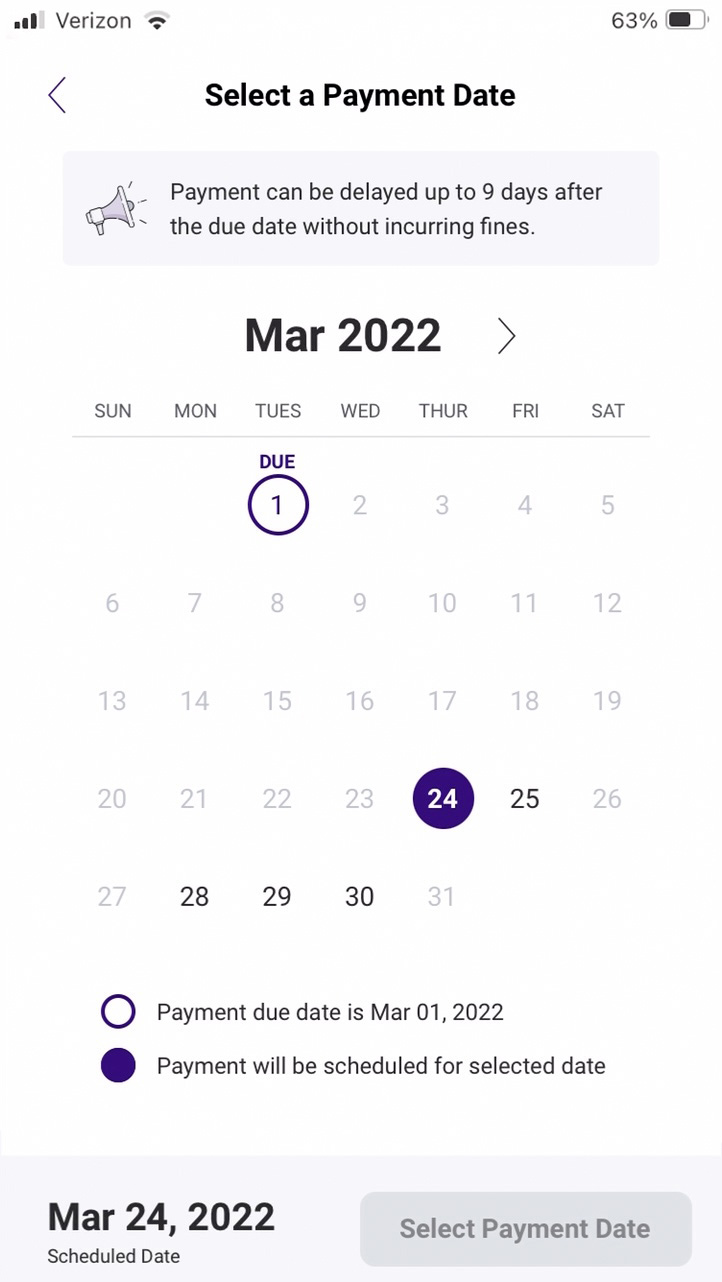 Verizon 63%
Select a Payment Date
Payment can be delayed up to 9 days after
the due date without incurring fines.
Mar 2022
SUN MON TUES WED THUR FRI SAT
DUE
1 2 3 4 5
6 7 8 9 10 11 12
13 14 15 16 17 18 19
20 21 22 23 24 25 26
27 28 29 30 31
Payment due date is Mar 01, 2022
Payment will be scheduled for selected date
Mar 24, 2022
Select Payment Date
Scheduled Date